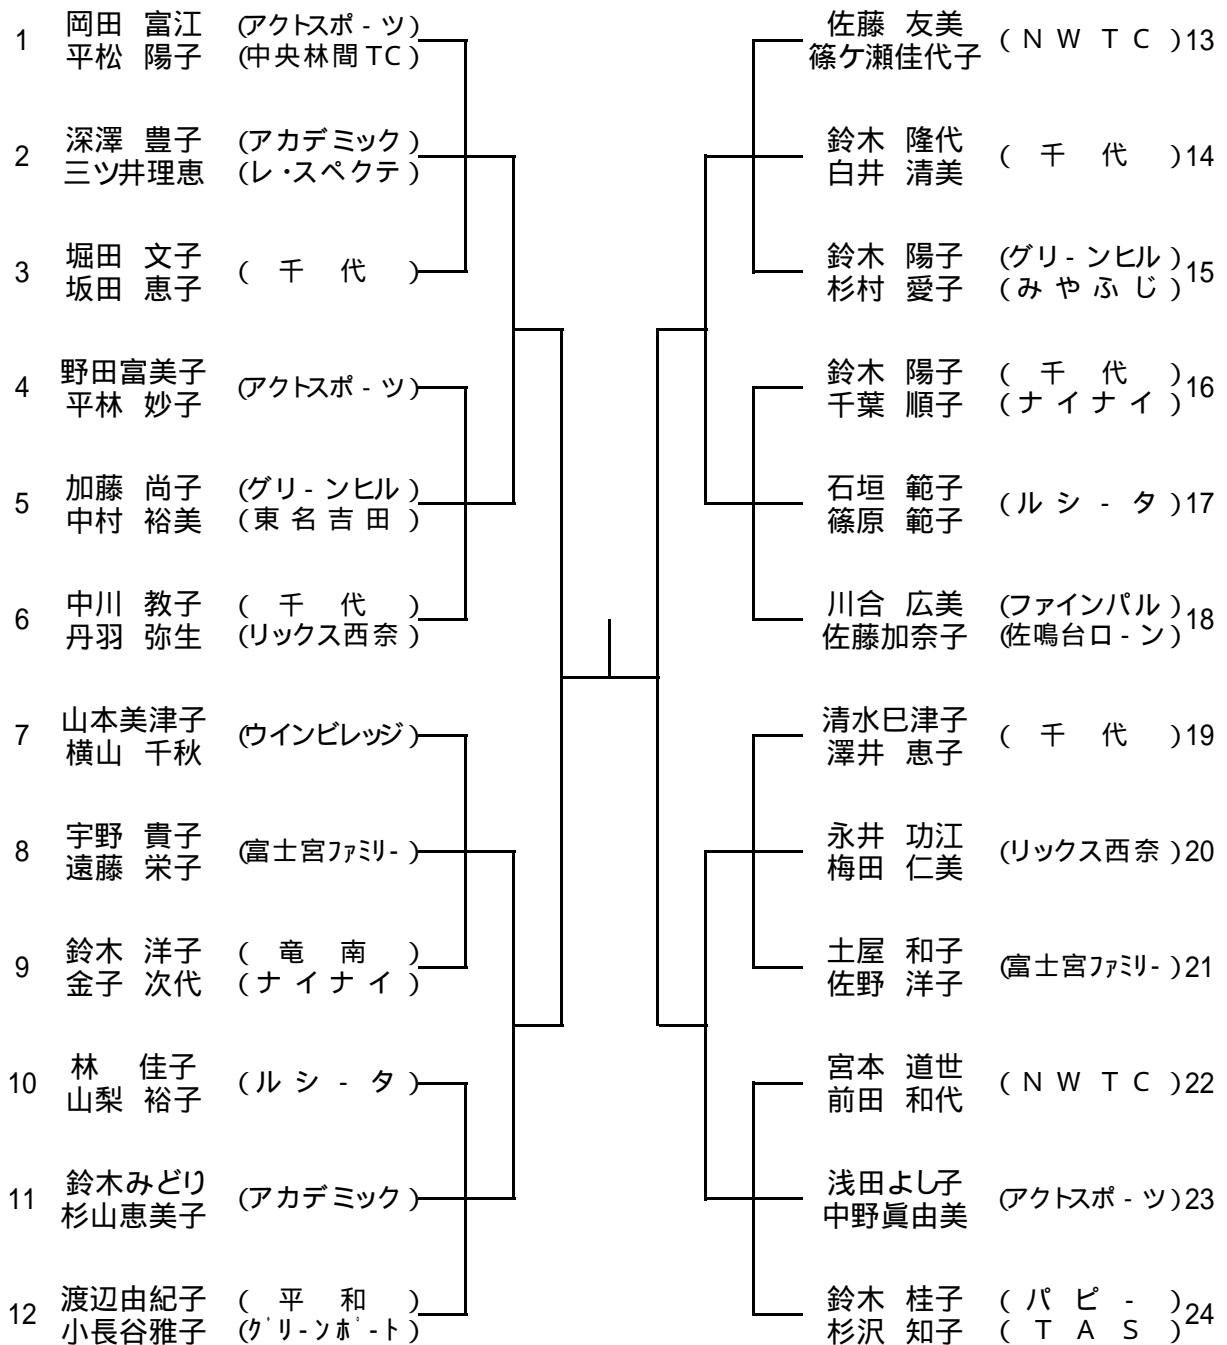 1 岡田 富江 (アクトスポ-ツ)
平松 陽子 (中央林間TC)
2 深澤 豊子 (アカデミック)
三ツ井理恵 (レ・スペクテ)
3 堀田 文子 (千代)
坂田 恵子
4 野田富美子 (アクトスポ-ツ)
平林 妙子
5 加藤 尚子 (グリ-ンヒル)
中村 裕美 (東名吉田)
6 中川 教子 (千代)
丹羽 弥生 (リックス西奈)
7 山本美津子 (ウインビレッジ)
横山 千秋
8 宇野 貴子 (富士宮ファミリ-)
遠藤 栄子
9 鈴木 洋子 (竜南)
金子 次代 (ナイナイ)
10 林 佳子 (ルシ-タ)
山梨 裕子
11 鈴木みどり (アカデミック)
杉山恵美子
12 渡辺由紀子 (平和)
小長谷雅子 (グリ-ンポ-ト)
佐藤 友美 (NWTC) 13
篠ケ瀬佳代子
鈴木 隆代 (千代) 14
白井 清美
鈴木 陽子 (グリ-ンヒル) 15
杉村 愛子 (みやふじ)
鈴木 陽子 (千代) 16
千葉 順子 (ナイナイ)
石垣 範子 (ルシ-タ) 17
篠原 範子
川合 広美 (ファインパル) 18
佐藤加奈子 (佐鳴台ロ-ン)
清水巳津子 (千代) 19
澤井 恵子
永井 功江 (リックス西奈) 20
梅田 仁美
土屋 和子 (富士宮ファミリ-) 21
佐野 洋子
宮本 道世 (NWTC) 22
前田 和代
浅田よし子 (アクトスポ-ツ) 23
中野眞由美
鈴木 桂子 (パピ-) 24
杉沢 知子 (TAS)